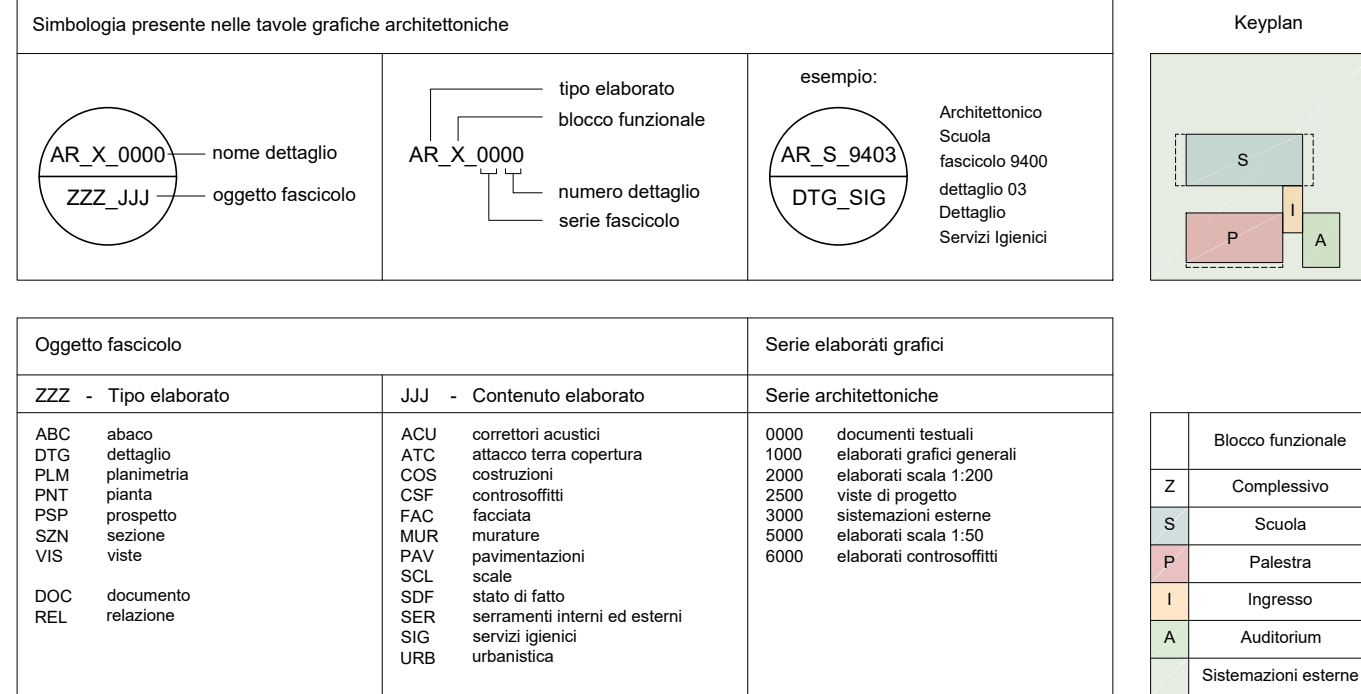 Simbologia presente nelle tavole grafiche architettoniche
AR_X_0000
ZZZ_JJJ
nome dettaglio
oggetto fascicolo
tipo elaborato
blocco funzionale
AR_X_0000
numero dettaglio
serie fascicolo
esempio:
AR_S_9403
DTG_SIG
Architettonico
Scuola
fascicolo 9400
dettaglio 03
Dettaglio
Servizi Igienici
Keyplan
S
I
P
A
Oggetto fascicolo
ZZZ - Tipo elaborato
ABC abaco
DTG dettaglio
PLM planimetria
PNT pianta
PSP prospetto
SZN sezione
VIS viste
DOC documento
REL relazione
JJJ - Contenuto elaborato
ACU correttori acustici
ATC attacco terra copertura
COS costruzioni
CSF controsoffitti
FAC facciata
MUR murature
PAV pavimentazioni
SCL scale
SDF stato di fatto
SER serramenti interni ed esterni
SIG servizi igienici
URB urbanistica
Serie elaborati grafici
Serie architettoniche
0000 documenti testuali
1000 elaborati grafici generali
2000 elaborati scala 1:200
2500 viste di progetto
3000 sistemazioni esterne
5000 elaborati scala 1:50
6000 elaborati controsoffitti
Blocco funzionale
Z Complessivo
S Scuola
P Palestra
I Ingresso
A Auditorium
Sistemazioni esterne